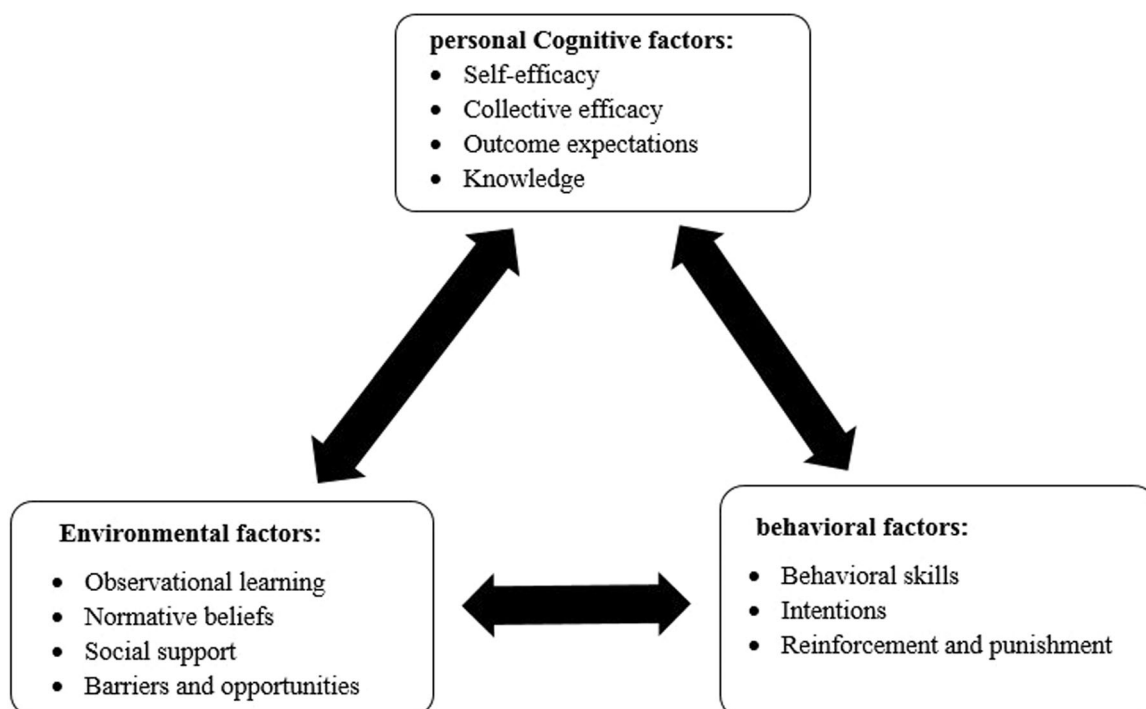 personal Cognitive factors:
• Self-efficacy
• Collective efficacy
• Outcome expectations
• Knowledge
Environmental factors:
• Observational learning
• Normative beliefs
• Social support
• Barriers and opportunities
behavioral factors:
• Behavioral skills
• Intentions
• Reinforcement and punishment